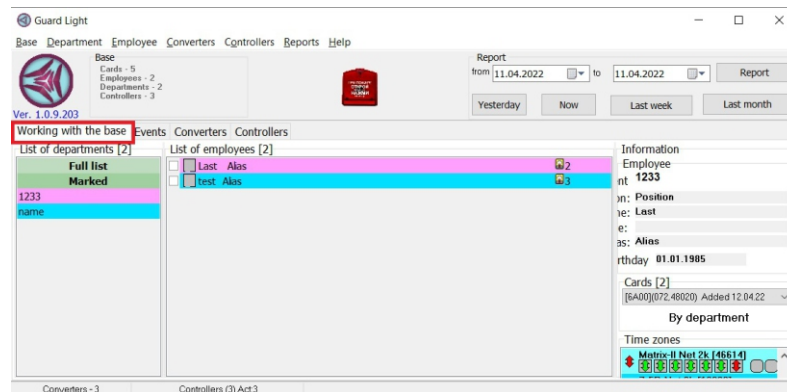 Guard Light
Base Department Employee Converters Controllers Reports Help
Base
Cards - 5
Employees - 2
Departments - 2
Controllers - 3
Ver. 1.0.9.203
Report
from 11.04.2022 to 11.04.2022 Report
Yesterday Now Last week Last month
Working with the base Events Converters Controllers
List of departments [2]
Full list
Marked
1233
name
List of employees [2]
Last Alias 2
test Alias 3
Information
Employee
nt 1233
on: Position
ne: Last
e:
as: Alias
rthday 01.01.1985
Cards [2]
[6A00](072,48020) Added 12.04.22
By department
Time zones
Matrix-II Net 2k [46614]
Converters - 3 Controllers (3) Act:3